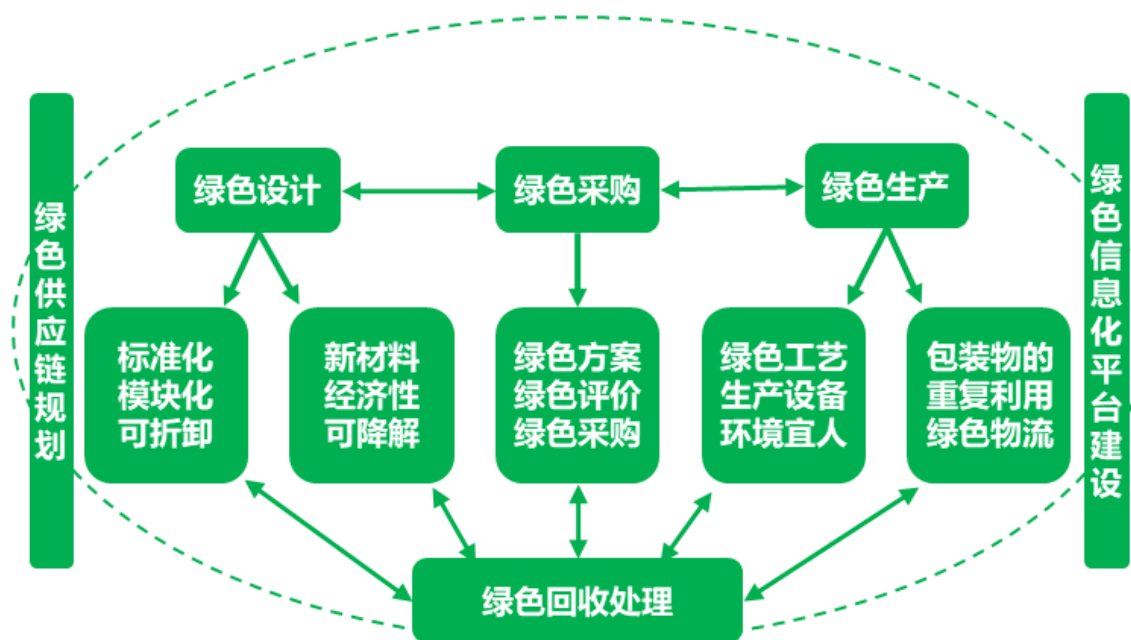 绿色设计
绿色采购
绿色生产
绿色供应链规划
绿色信息化平台建设
标准化
模块化
可折卸
新材料
经济性
可降解
绿色方案
绿色评价
绿色采购
绿色工艺
生产设备
环境宜人
包装物的
重复利用
绿色物流
绿色回收处理